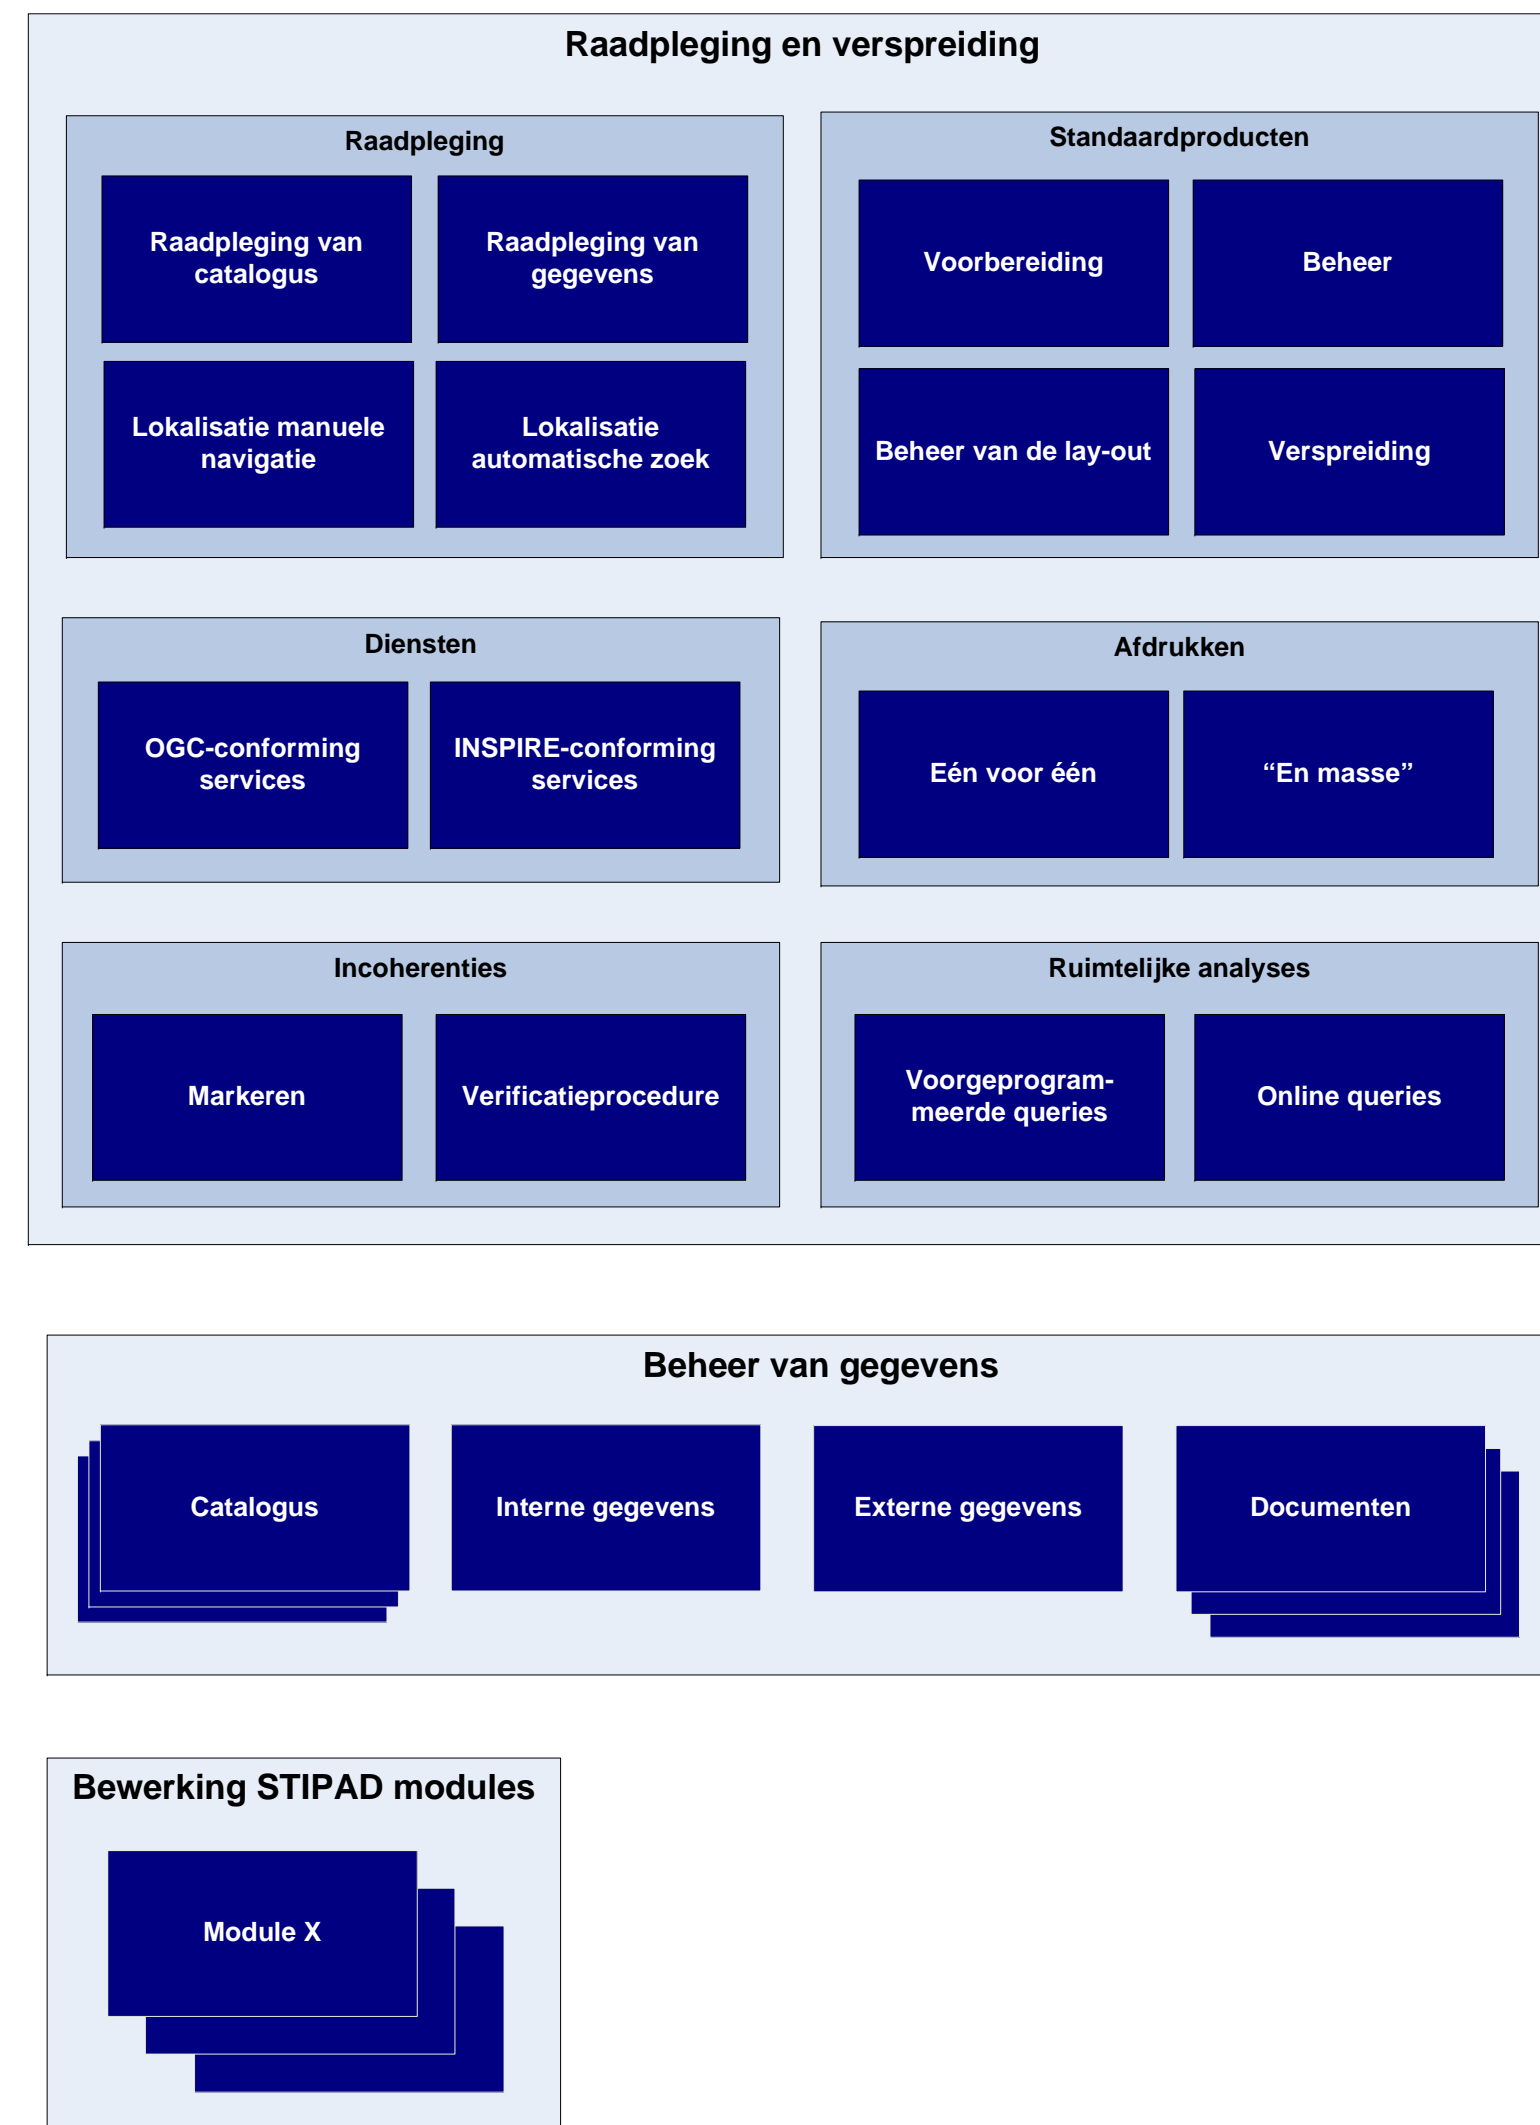 Raadpleging en verspreiding
Raadpleging
Raadpleging van
catalogus
Raadpleging van
gegevens
Lokalisatie manuele
navigatie
Lokalisatie
automatische zoek
Standaardproducten
Voorbereiding
Beheer
Beheer van de lay-out
Verspreiding
Diensten
OGC-conforming
services
INSPIRE-conforming
services
Afdrukken
Eén voor één
“En masse”
Incoherenties
Markeren
Verificatieprocedure
Ruimtelijke analyses
Voorgeprogram-
meerde queries
Online queries
Beheer van gegevens
Catalogus
Interne gegevens
Externe gegevens
Documenten
Bewerking STIPAD modules
Module X